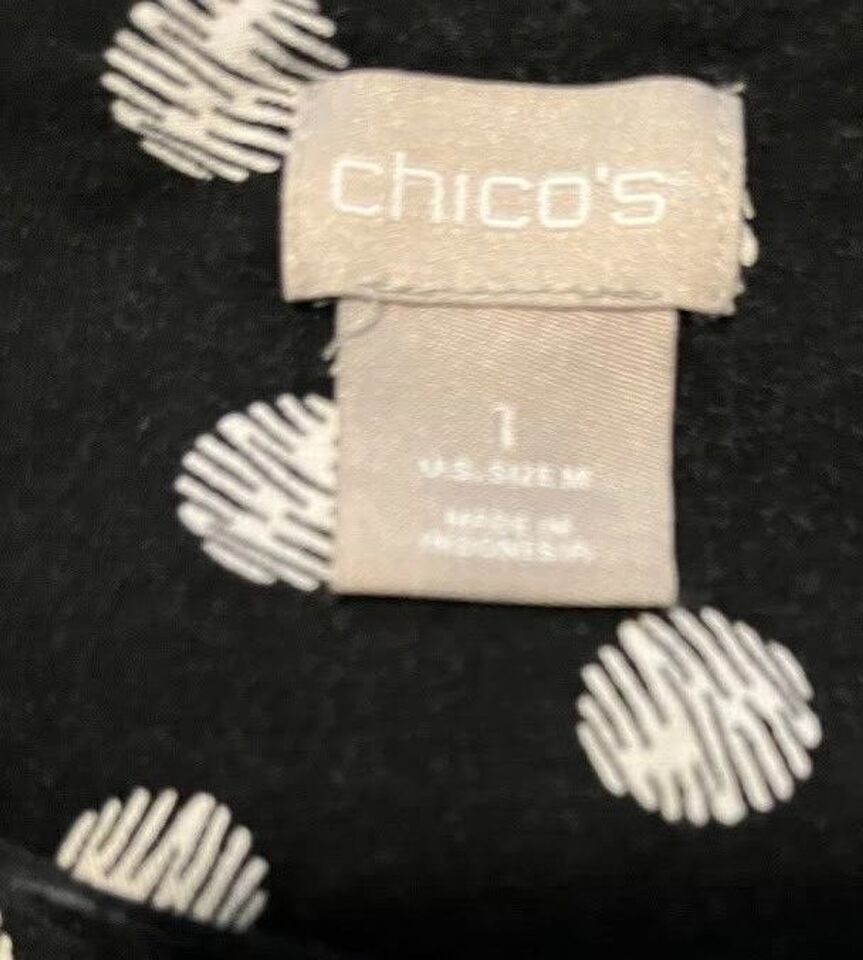 chico's
1
U.S. SIZE M
MADE IN
INDONESIA